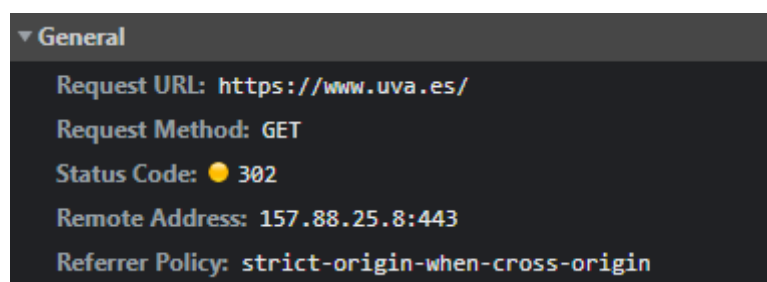 General
Request URL: https://www.uva.es/
Request Method: GET
Status Code: 302
Remote Address: 157.88.25.8:443
Referrer Policy: strict-origin-when-cross-origin